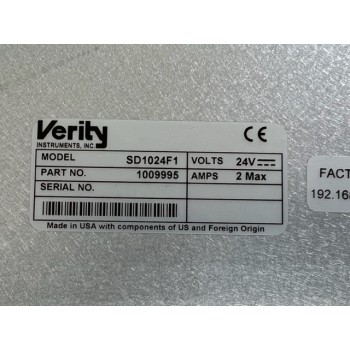 Verity
INSTRUMENTS, INC.
CE
MODEL SD1024F1 VOLTS 24V
PART NO. 1009995 AMPS 2 Max
SERIAL NO.
Made in USA with components of US and Foreign Origin
FACT
192.16